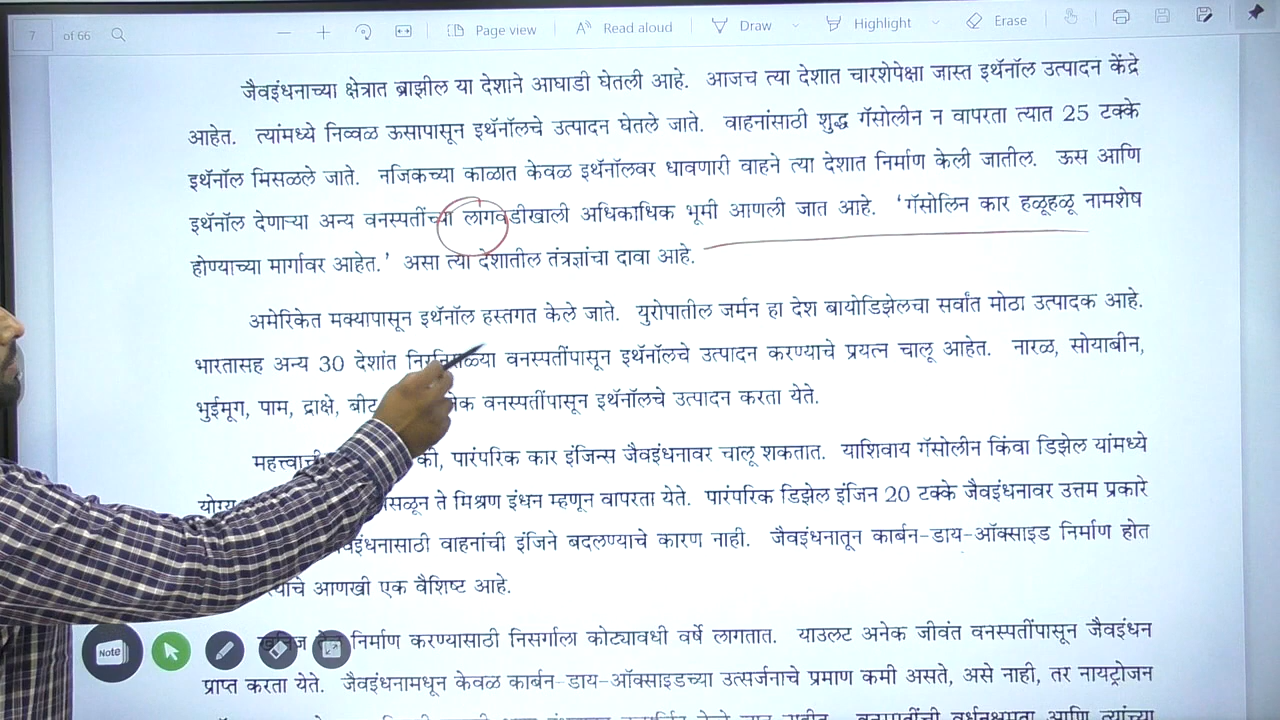 7 of 66 Page view Read aloud Draw Highlight Erase
जैवइंधनाच्या क्षेत्रात ब्राझील या देशाने आघाडी घेतली आहे. आजच त्या देशात चारशेपेक्षा जास्त इथॅनॉल उत्पादन केंद्रे
आहेत. त्यांमध्ये निव्वळ ऊसापासून इथॅनॉलचे उत्पादन घेतले जाते. वाहनांसाठी शुद्ध गॅसोलीन न वापरता त्यात 25 टक्के
इथॅनॉल मिसळले जाते. नजिकच्या काळात केवळ इथॅनॉलवर धावणारी वाहने त्या देशात निर्माण केली जातील. ऊस आणि
इथॅनॉल देणाऱ्या अन्य वनस्पतींच्या लागवडीखाली अधिकाधिक भूमी आणली जात आहे. ‘गॅसोलिन कार हळूहळू नामशेष
होण्याच्या मार्गावर आहेत.’ असा त्या देशातील तंत्रज्ञांचा दावा आहे.
अमेरिकेत मक्यापासून इथॅनॉल हस्तगत केले जाते. युरोपातील जर्मन हा देश बायोडिझेलचा सर्वांत मोठा उत्पादक आहे.
भारतासह अन्य 30 देशांत वनस्पतींपासून इथॅनॉलचे उत्पादन करण्याचे प्रयत्न चालू आहेत. नारळ, सोयाबीन,
भुईमूग, पाम, द्राक्षे, बीट वनस्पतींपासून इथॅनॉलचे उत्पादन करता येते.
की, पारंपरिक कार इंजिन्स जैवइंधनावर चालू शकतात. याशिवाय गॅसोलीन किंवा डिझेल यांमध्ये
योग्य ते मिश्रण इंधन म्हणून वापरता येते. पारंपरिक डिझेल इंजिन 20 टक्के जैवइंधनावर उत्तम प्रकारे
वाहनांची इंजिने बदलण्याचे कारण नाही. जैवइंधनातून कार्बन-डाय-ऑक्साइड निर्माण होत
आणखी एक वैशिष्ट आहे.
Note निर्माण करण्यासाठी निसर्गाला कोट्यावधी वर्षे लागतात. याउलट अनेक जीवंत वनस्पतींपासून जैवइंधन
प्राप्त करता येते. जैवइंधनामधून केवळ कार्बन-डाय-ऑक्साइडच्या उत्सर्जनाचे प्रमाण कमी असते, असे नाही, तर नायट्रोजन